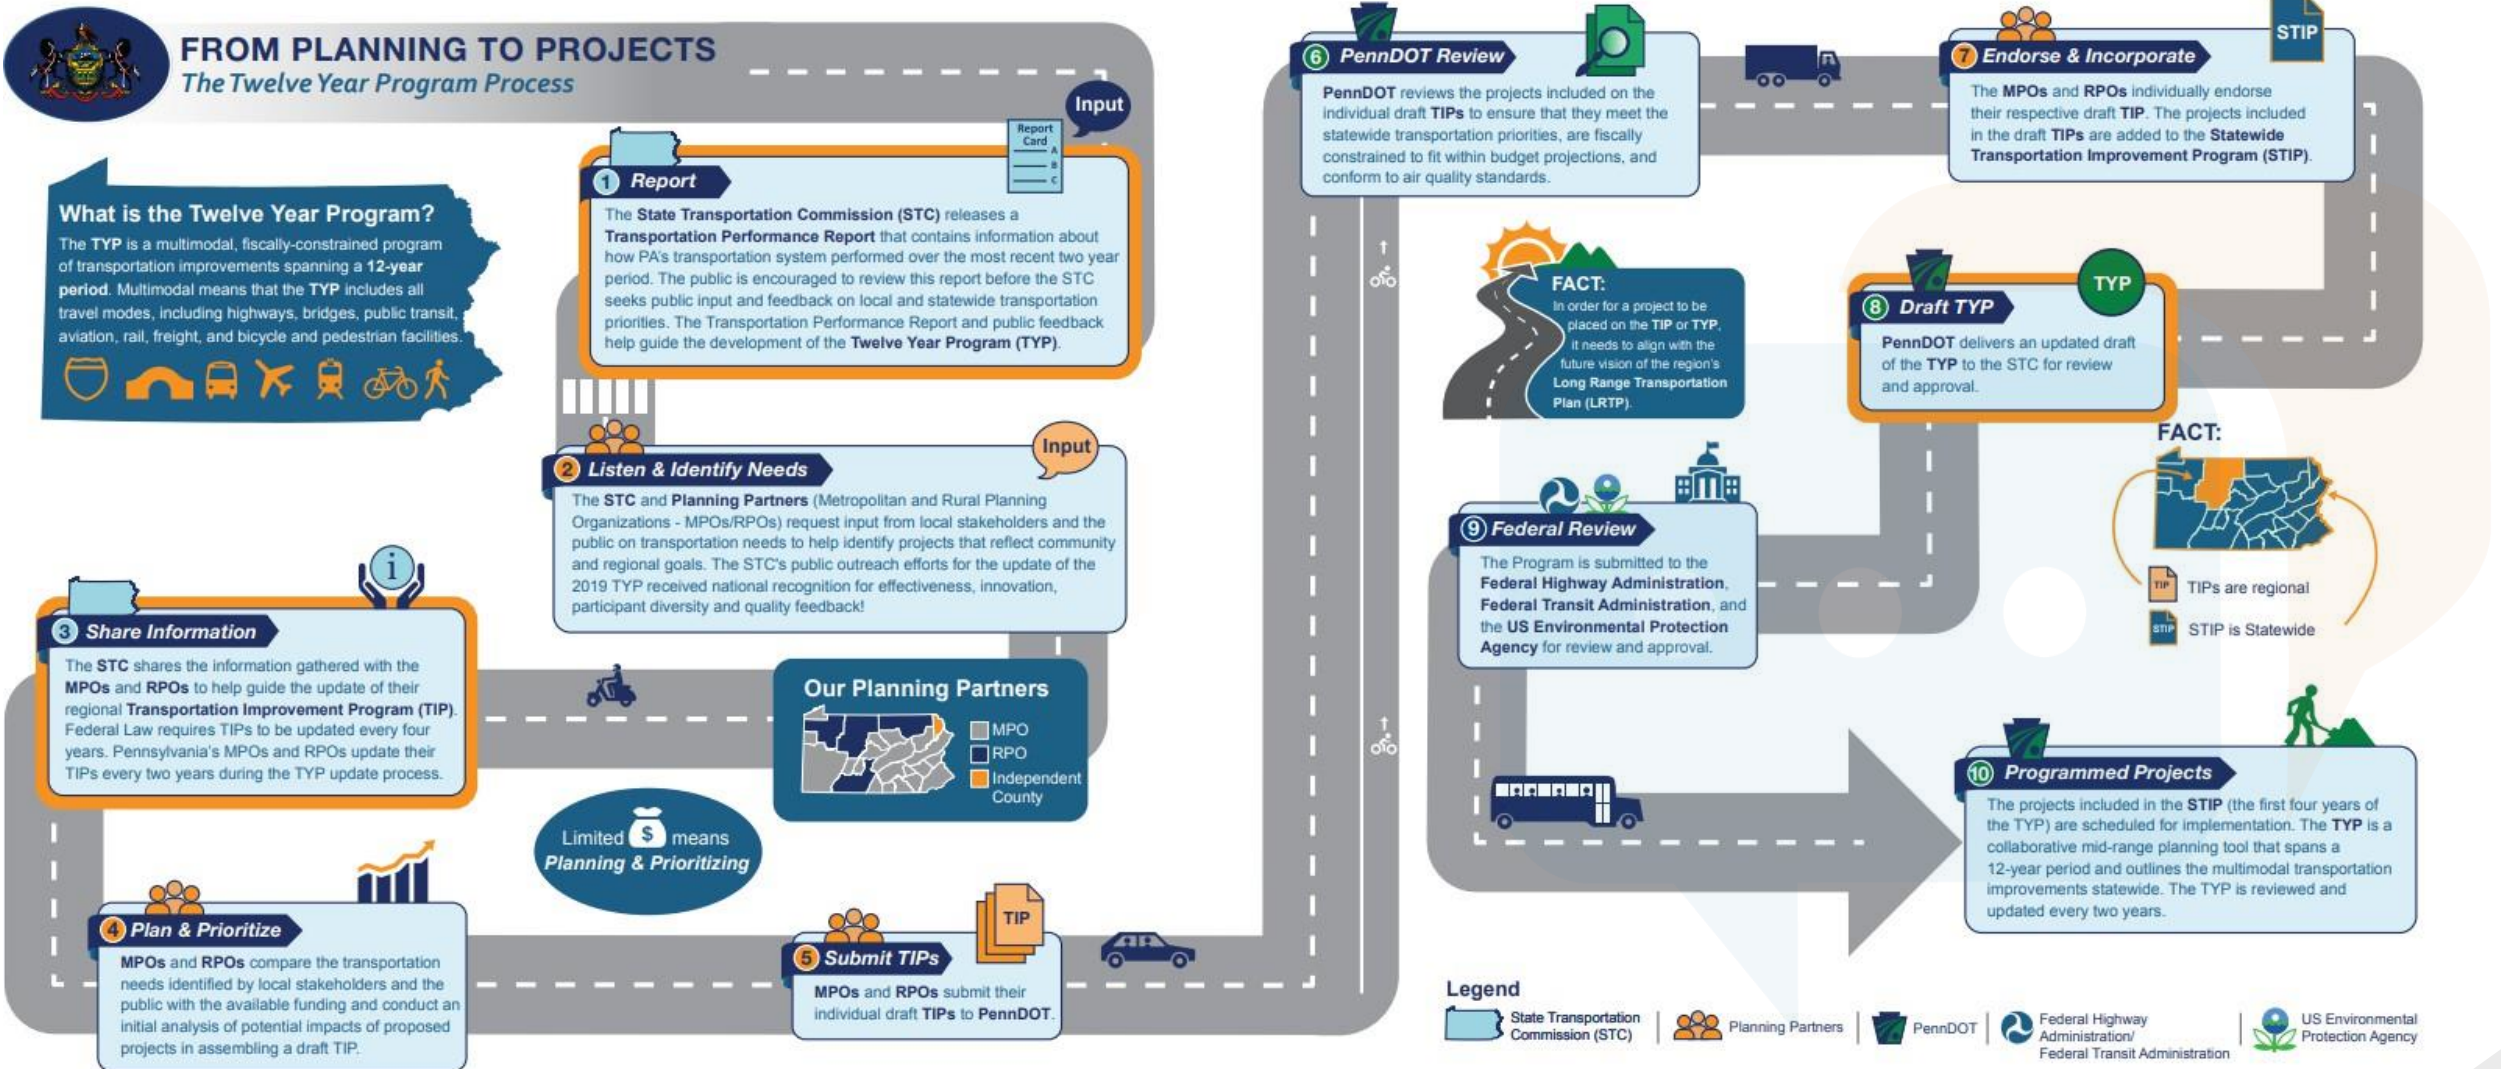 FROM PLANNING TO PROJECTS
The Twelve Year Program Process
What is the Twelve Year Program?
The TYP is a multimodal, fiscally-constrained program
of transportation improvements spanning a 12-year
period. Multimodal means that the TYP includes all
travel modes, including highways, bridges, public transit,
aviation, rail, freight, and bicycle and pedestrian facilities.
Input
Report
Card
A
B
C
1 Report
The State Transportation Commission (STC) releases a
Transportation Performance Report that contains information about
how PA's transportation system performed over the most recent two year
period. The public is encouraged to review this report before the STC
seeks public input and feedback on local and statewide transportation
priorities. The Transportation Performance Report and public feedback
help guide the development of the Twelve Year Program (TYP).
Input
2 Listen & Identify Needs
The STC and Planning Partners (Metropolitan and Rural Planning
Organizations - MPOs/RPOs) request input from local stakeholders and the
public on transportation needs to help identify projects that reflect community
and regional goals. The STC's public outreach efforts for the update of the
2019 TYP received national recognition for effectiveness, innovation,
participant diversity and quality feedback!
i
3 Share Information
The STC shares the information gathered with the
MPOs and RPOs to help guide the update of their
regional Transportation Improvement Program (TIP).
Federal Law requires TIPs to be updated every four
years. Pennsylvania's MPOs and RPOs update their
TIPs every two years during the TYP update process.
Our Planning Partners
MPO
RPO
Independent
County
Limited $ means
Planning & Prioritizing
4 Plan & Prioritize
MPOs and RPOs compare the transportation
needs identified by local stakeholders and the
public with the available funding and conduct an
initial analysis of potential impacts of proposed
projects in assembling a draft TIP.
TIP
5 Submit TIPs
MPOs and RPOs submit their
individual draft TIPs to PennDOT.
6 PennDOT Review
PennDOT reviews the projects included on the
individual draft TIPs to ensure that they meet the
statewide transportation priorities, are fiscally
constrained to fit within budget projections, and
conform to air quality standards.
STIP
7 Endorse & Incorporate
The MPOs and RPOs individually endorse
their respective draft TIP. The projects included
in the draft TIPs are added to the Statewide
Transportation Improvement Program (STIP).
FACT:
In order for a project to be
placed on the TIP or TYP,
it needs to align with the
future vision of the region's
Long Range Transportation
Plan (LRTP).
TYP
8 Draft TYP
PennDOT delivers an updated draft
of the TYP to the STC for review
and approval.
FACT:
TIP
TIPs are regional
STIP
STIP is Statewide
9 Federal Review
The Program is submitted to the
Federal Highway Administration,
Federal Transit Administration, and
the US Environmental Protection
Agency for review and approval.
10 Programmed Projects
The projects included in the STIP (the first four years of
the TYP) are scheduled for implementation. The TYP is a
collaborative mid-range planning tool that spans a
12-year period and outlines the multimodal transportation
improvements statewide. The TYP is reviewed and
updated every two years.
Legend
State Transportation
Commission (STC)
Planning Partners
PennDOT
Federal Highway
Administration/
Federal Transit Administration
US Environmental
Protection Agency